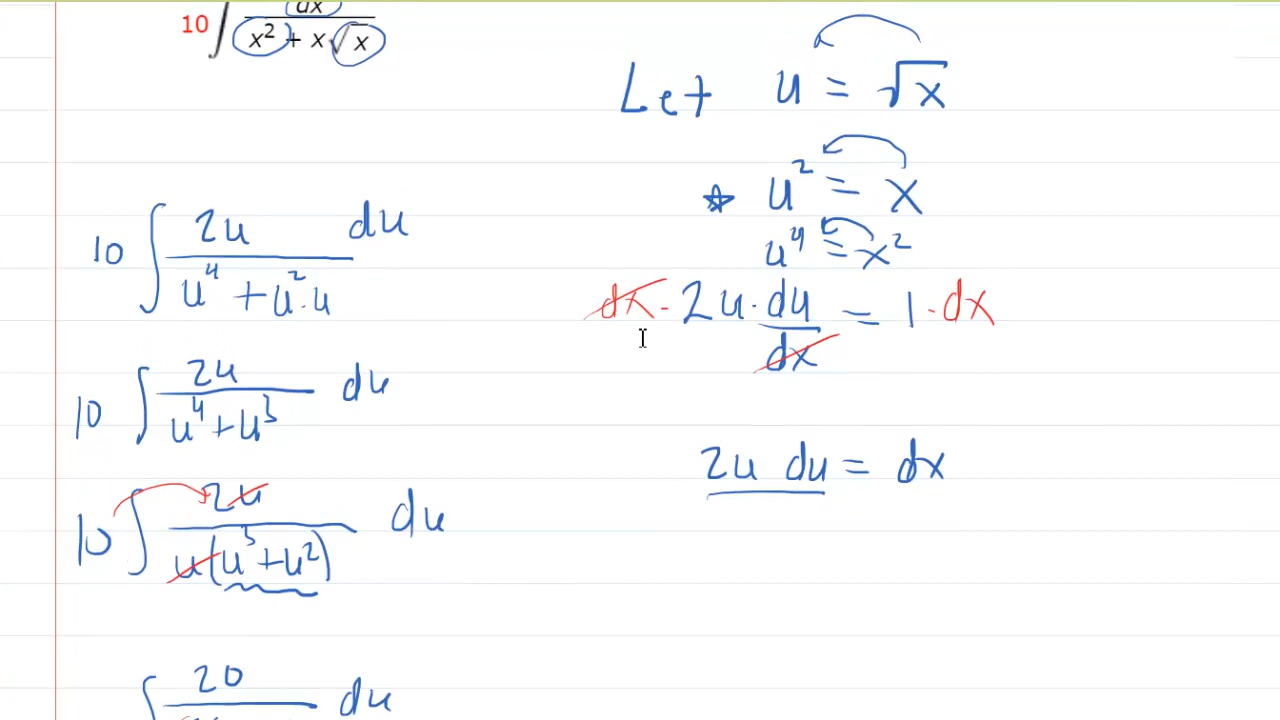 10 ∫ dx / (x² + x√x)
Let u = √x
☆ u² = x
u⁴ = x²
dx · 2u · du/dx = 1 · dx
2u du = dx
10 ∫ 2u / (u⁴ + u² · u) du
10 ∫ 2u / (u⁴ + u³) du
10 ∫ 2u / (u(u³ + u²)) du
∫ 20 / du